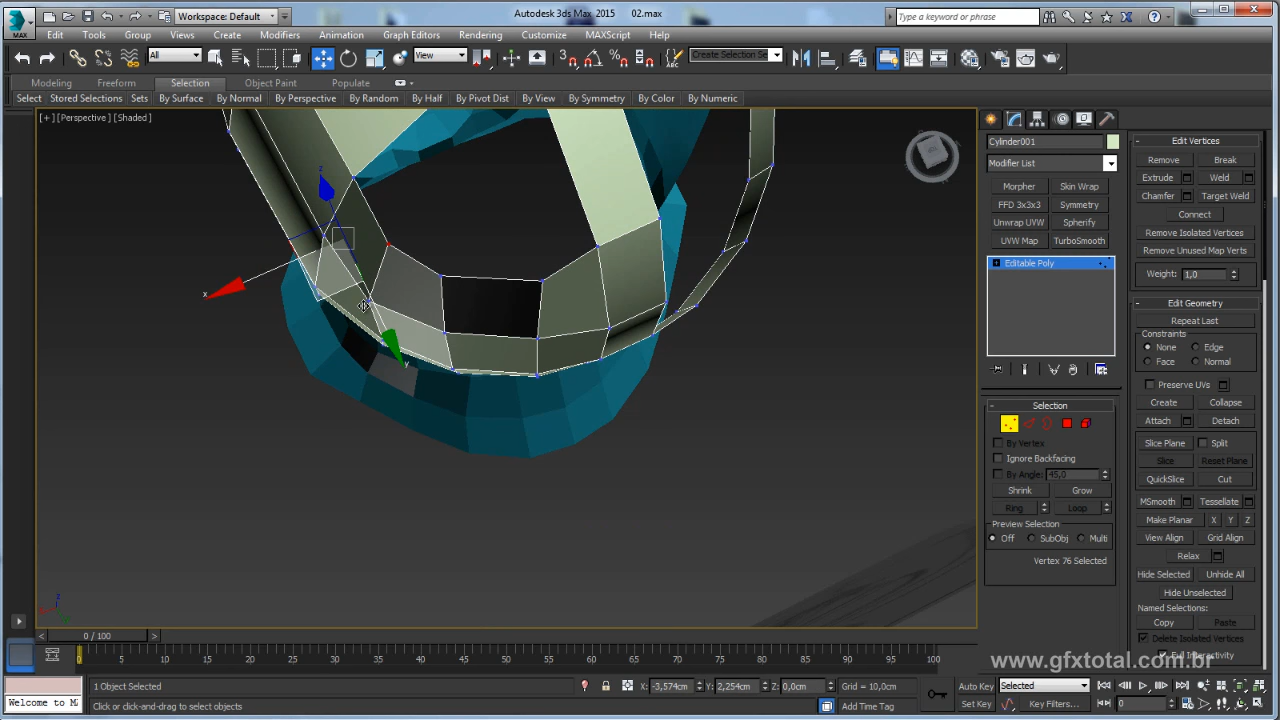 Workspace: Default
Autodesk 3ds Max 2015 02.max
Type a keyword or phrase
MAX
Edit Tools Group Views Create Modifiers Animation Graph Editors Rendering Customize MAXScript Help
All View Create Selection Se
Modeling Freeform Selection Object Paint Populate
Select Stored Selections Sets By Surface By Normal By Perspective By Random By Half By Pivot Dist By View By Symmetry By Color By Numeric
[+] [Perspective] [Shaded]
z
x
y
Cylinder001
Modifier List
Morpher Skin Wrap
FFD 3x3x3 Symmetry
Unwrap UVW Spherify
UVW Map TurboSmooth
Editable Poly
Selection
By Vertex
Ignore Backfacing
By Angle: 45,0
Shrink Grow
Ring Loop
Preview Selection
Off SubObj Multi
Vertex 76 Selected
Edit Vertices
Remove Break
Extrude Weld
Chamfer Target Weld
Connect
Remove Isolated Vertices
Remove Unused Map Verts
Weight: 1,0
Edit Geometry
Repeat Last
Constraints
None Edge
Face Normal
Preserve UVs
Create Collapse
Attach Detach
Slice Plane Split
Slice Reset Plane
QuickSlice Cut
MSmooth Tessellate
Make Planar X Y Z
View Align Grid Align
Relax
Hide Selected Unhide All
Hide Unselected
Named Selections:
Copy Paste
Delete Isolated Vertices
Full Interactivity
www.gfxtotal.com.br
0 / 100
0 5 10 15 20 25 30 35 40 45 50 55 60 65 70 75 80 85 90 95 100
1 Object Selected X: -3,574cm Y: 2,254cm Z: 0,0cm Grid = 10,0cm Auto Key Selected
Welcome to M Click or click-and-drag to select objects Add Time Tag Set Key Key Filters... 0